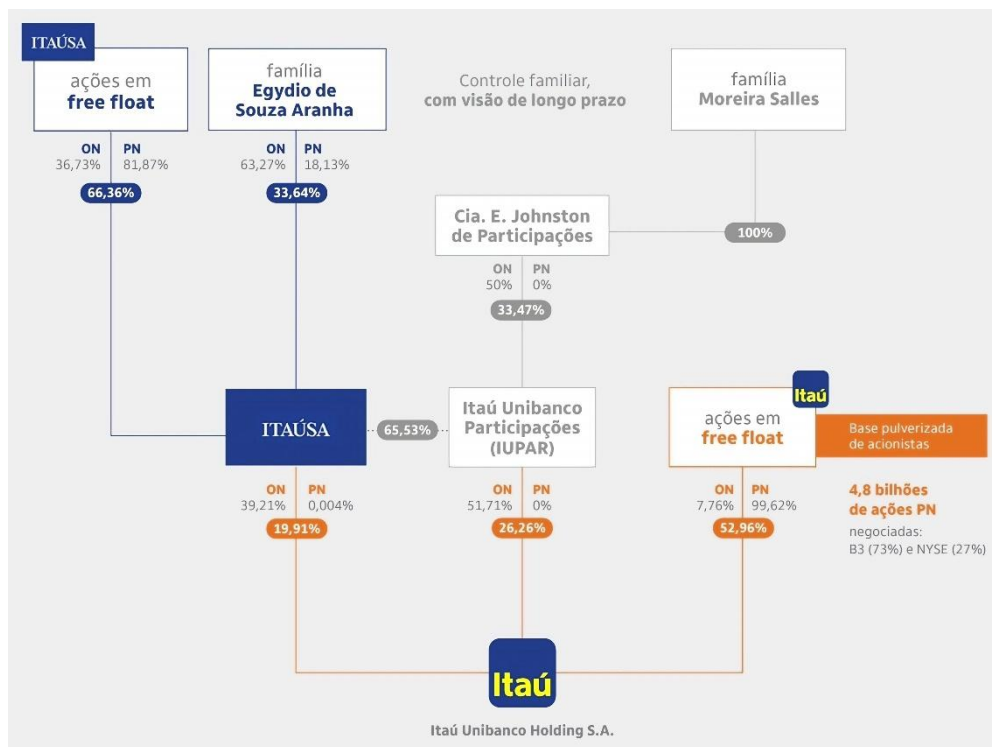 ITAÚSA
ações em
free float
ON PN
36,73% 81,87%
66,36%
família
Egydio de
Souza Aranha
ON PN
63,27% 18,13%
33,64%
Controle familiar,
com visão de longo prazo
família
Moreira Salles
100%
Cia. E. Johnston
de Participações
ON PN
50% 0%
33,47%
ITAÚSA
65,53%
Itaú Unibanco
Participações
(IUPAR)
Itaú
ações em
free float
Base pulverizada
de acionistas
ON PN
39,21% 0,004%
19,91%
ON PN
51,71% 0%
26,26%
ON PN
7,76% 99,62%
52,96%
4,8 bilhões
de ações PN
negociadas:
B3 (73%) e NYSE (27%)
Itaú
Itaú Unibanco Holding S.A.